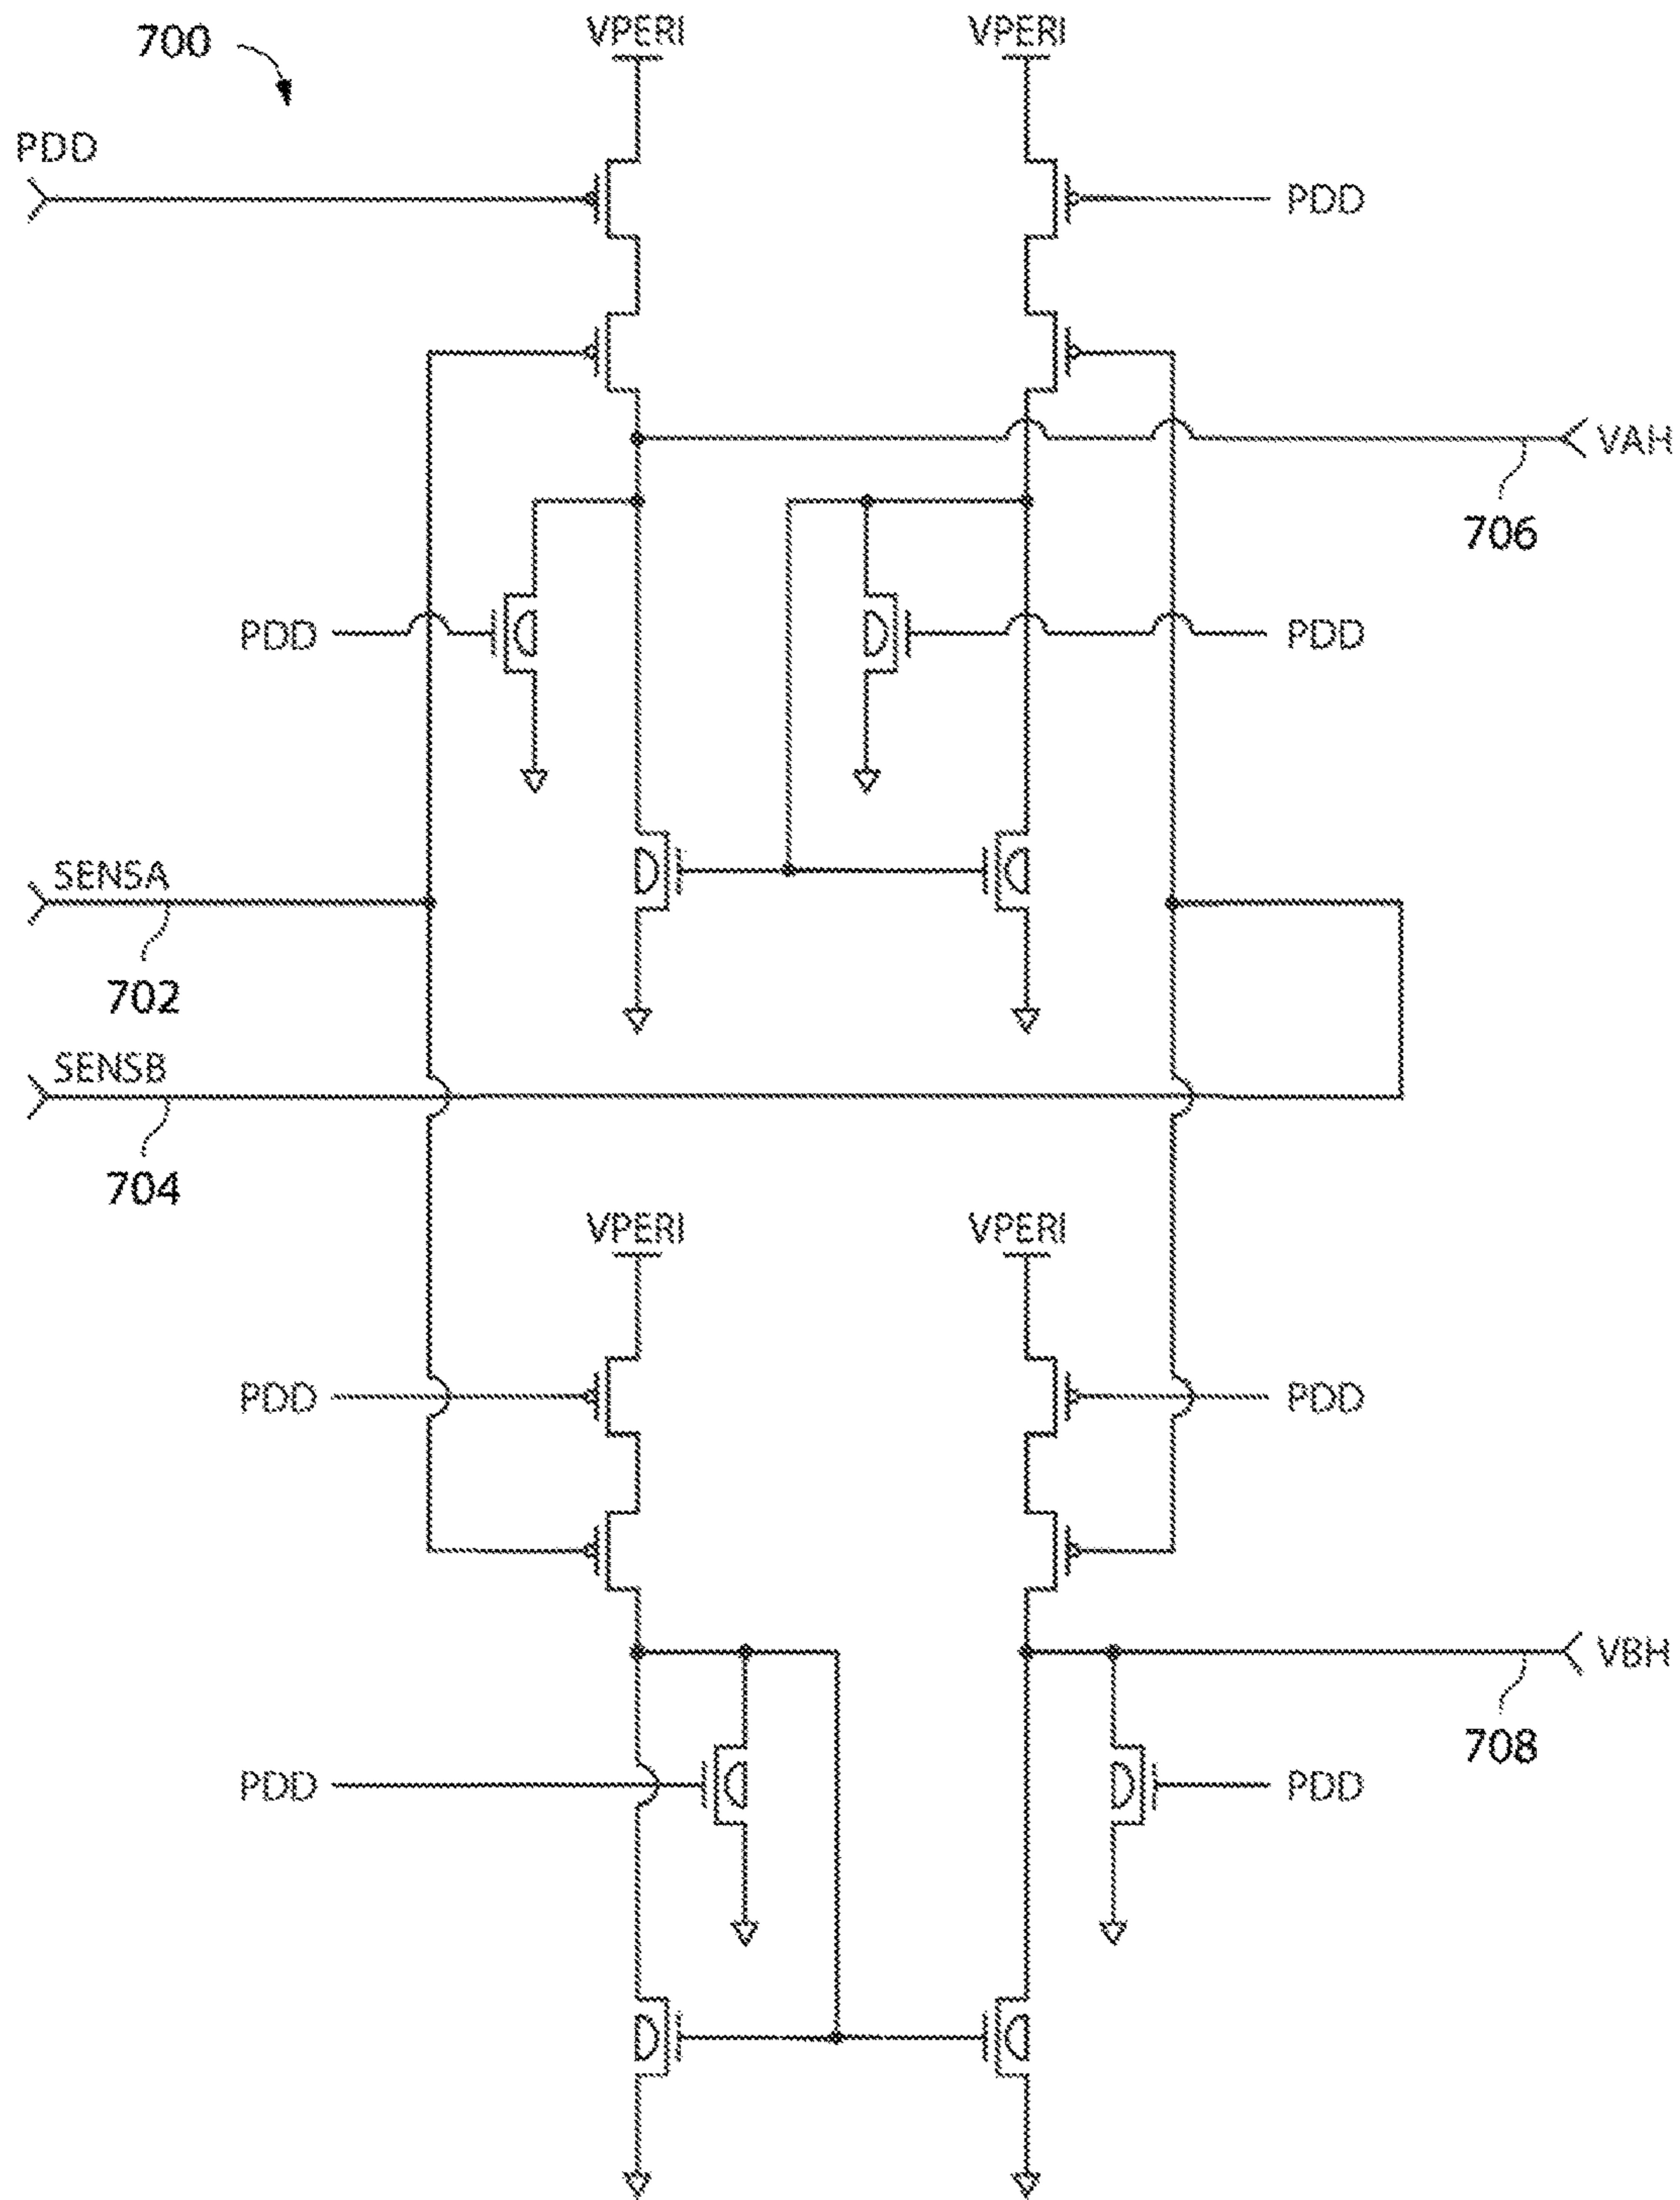 700
VPERI
VPERI
PDD
PDD
VAH
706
PDD
PDD
SENSA
702
SENSB
704
VPERI
VPERI
PDD
PDD
VBH
708
PDD
PDD